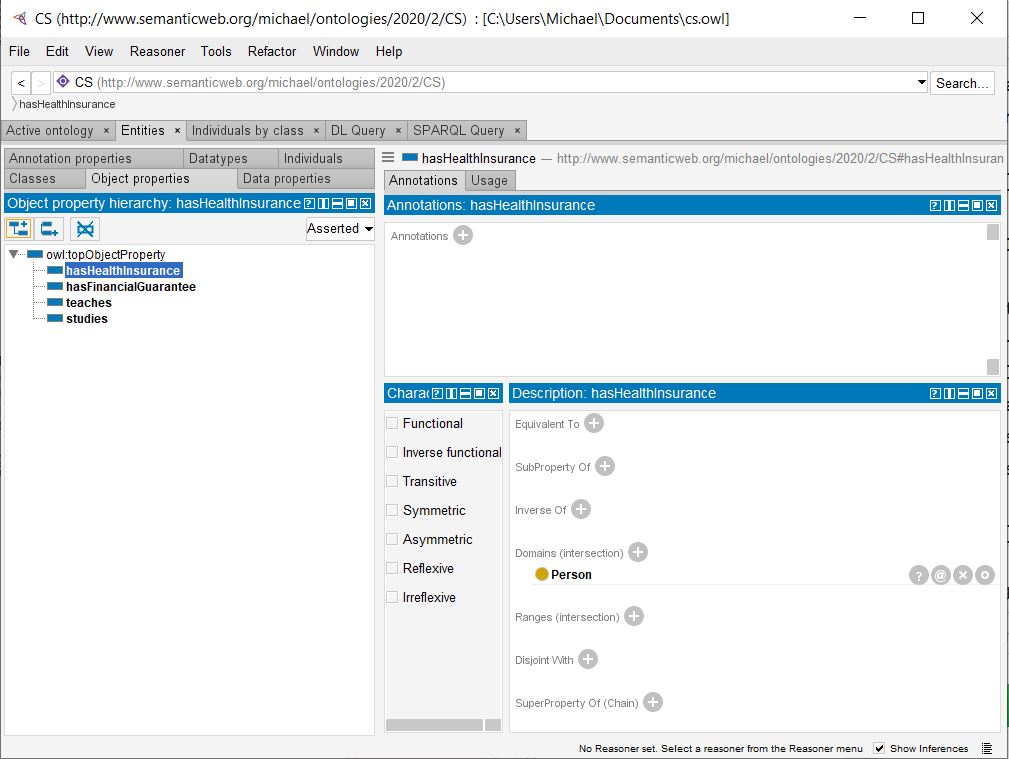 CS (http://www.semanticweb.org/michael/ontologies/2020/2/CS) : [C:\Users\Michael\Documents\cs.owl]
File Edit View Reasoner Tools Refactor Window Help
< > CS (http://www.semanticweb.org/michael/ontologies/2020/2/CS) Search...
hasHealthInsurance
Active ontology × Entities × Individuals by class × DL Query × SPARQL Query ×
Annotation properties Datatypes Individuals
Classes Object properties Data properties
Object property hierarchy: hasHealthInsurance
Asserted
owl:topObjectProperty
hasHealthInsurance
hasFinancialGuarantee
teaches
studies
hasHealthInsurance — http://www.semanticweb.org/michael/ontologies/2020/2/CS#hasHealthInsuran
Annotations Usage
Annotations: hasHealthInsurance
Annotations
Charac
Functional
Inverse functional
Transitive
Symmetric
Asymmetric
Reflexive
Irreflexive
Description: hasHealthInsurance
Equivalent To
SubProperty Of
Inverse Of
Domains (intersection)
Person
Ranges (intersection)
Disjoint With
SuperProperty Of (Chain)
No Reasoner set. Select a reasoner from the Reasoner menu Show Inferences